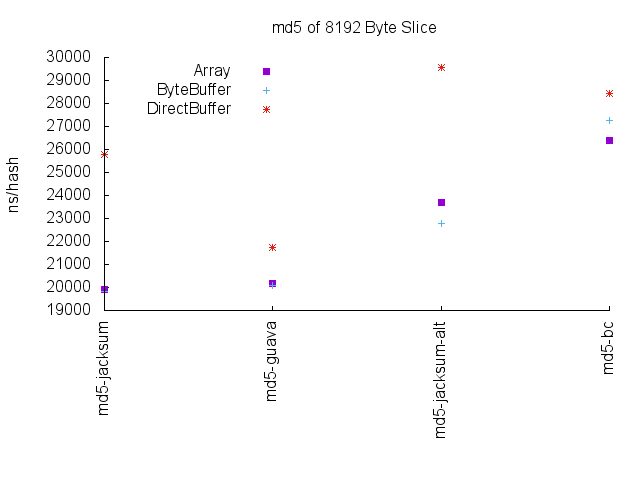 md5 of 8192 Byte Slice
30000
29000
28000
27000
26000
25000
24000
23000
22000
21000
20000
19000
ns/hash
Array
ByteBuffer
DirectBuffer
md5-jacksum
md5-guava
md5-jacksum-alt
md5-bc